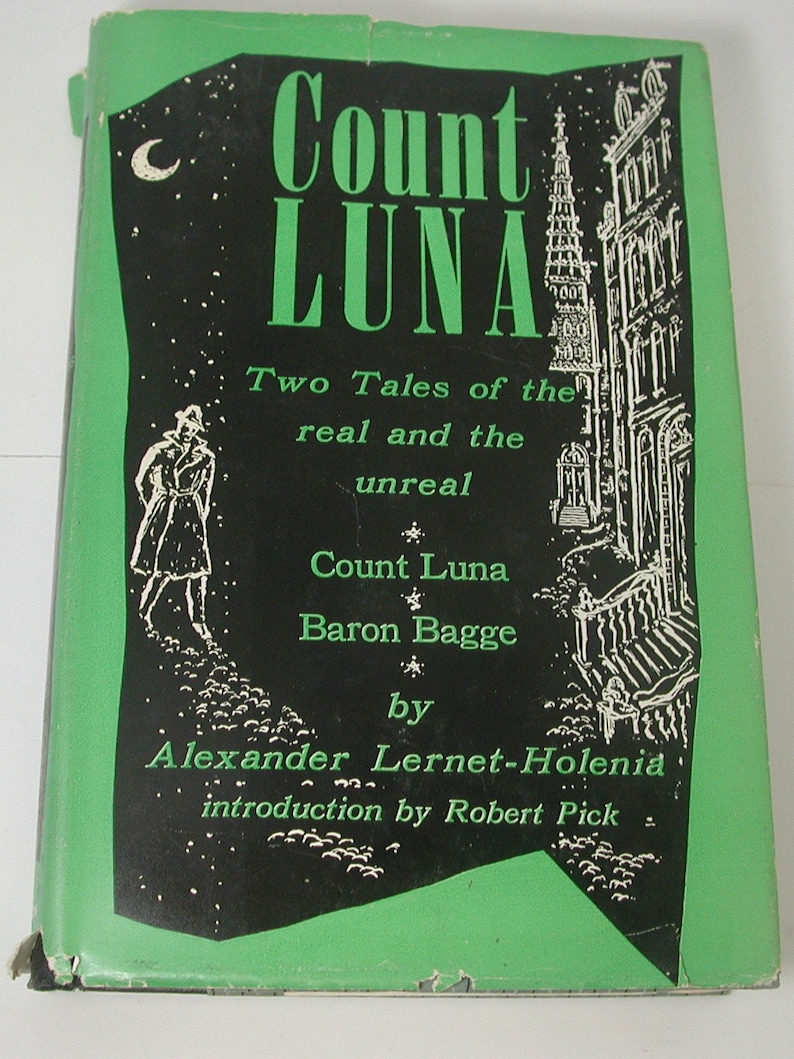 Count
LUNA
Two Tales of the
real and the
unreal
Count Luna
Baron Bagge
by
Alexander Lernet-Holenia
introduction by Robert Pick